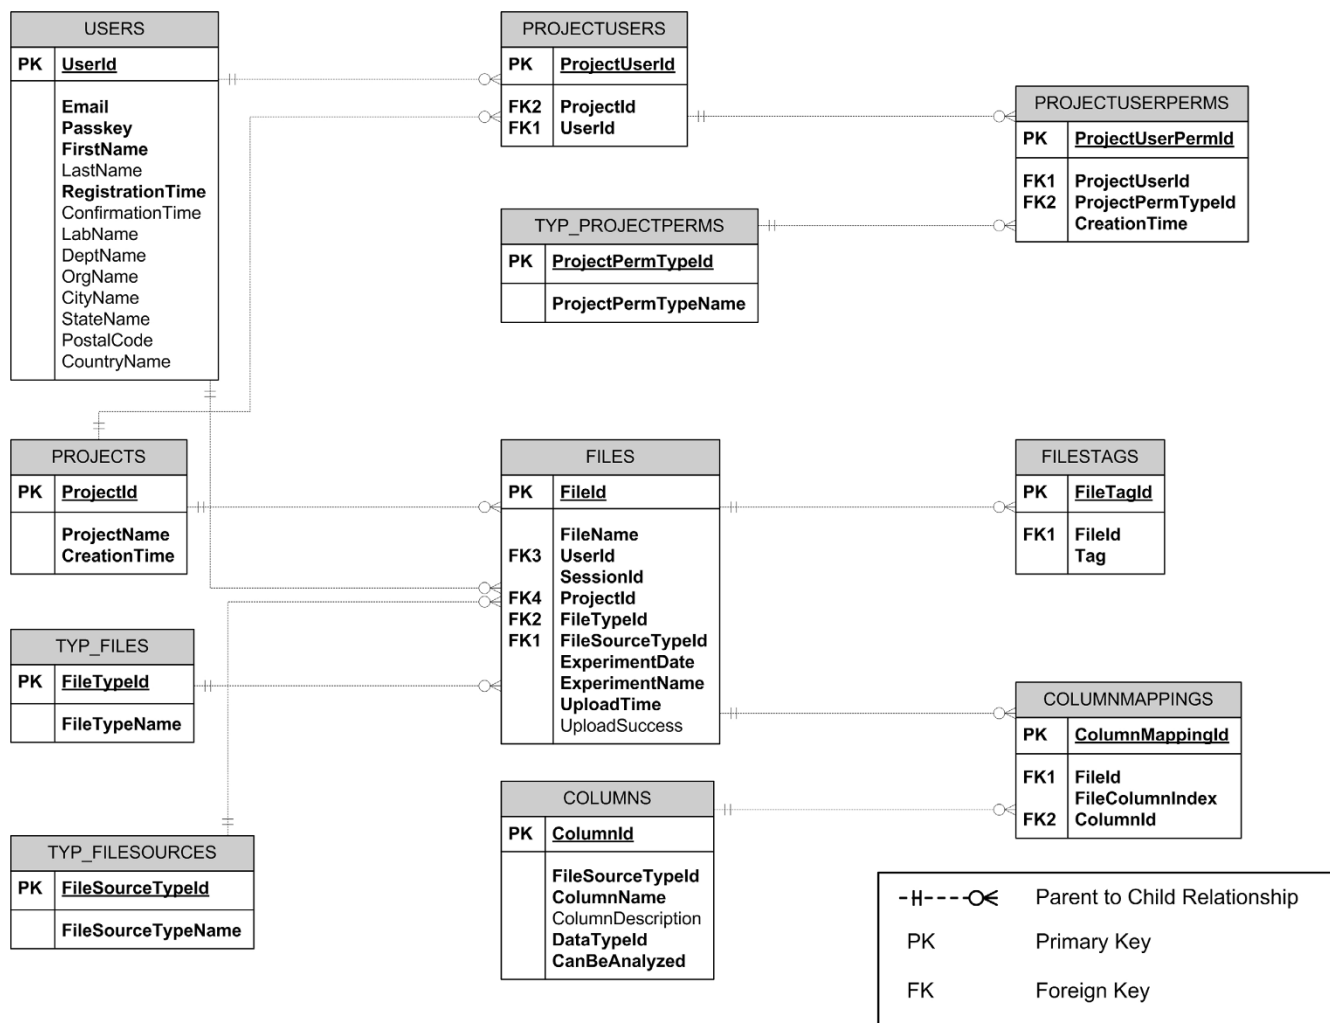 USERS
PK UserId
Email
Passkey
FirstName
LastName
RegistrationTime
ConfirmationTime
LabName
DeptName
OrgName
CityName
StateName
PostalCode
CountryName
PROJECTUSERS
PK ProjectUserId
FK2 ProjectId
FK1 UserId
PROJECTUSERPERMS
PK ProjectUserPermId
FK1 ProjectUserId
FK2 ProjectPermTypeId
CreationTime
TYP_PROJECTPERMS
PK ProjectPermTypeId
ProjectPermTypeName
PROJECTS
PK ProjectId
ProjectName
CreationTime
FILES
PK FileId
FileName
FK3 UserId
SessionId
FK4 ProjectId
FK2 FileTypeId
FK1 FileSourceTypeId
ExperimentDate
ExperimentName
UploadTime
UploadSuccess
FILESTAGS
PK FileTagId
FK1 FileId
Tag
TYP_FILES
PK FileTypeId
FileTypeName
COLUMNMAPPINGS
PK ColumnMappingId
FK1 FileId
FileColumnIndex
FK2 ColumnId
COLUMNS
PK ColumnId
FileSourceTypeId
ColumnName
ColumnDescription
DataTypeId
CanBeAnalyzed
TYP_FILESOURCES
PK FileSourceTypeId
FileSourceTypeName
Parent to Child Relationship
PK Primary Key
FK Foreign Key